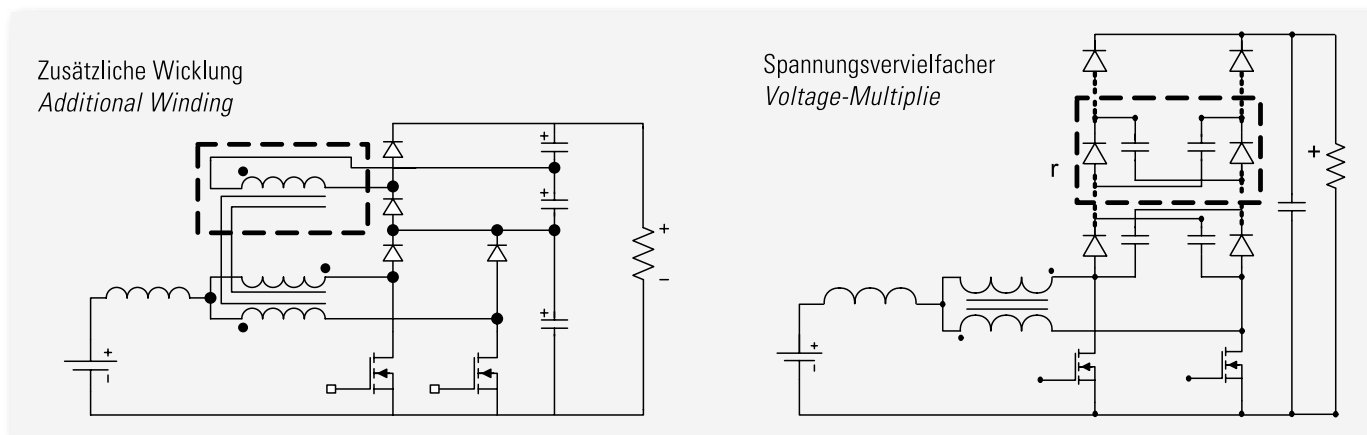 Zusätzliche Wicklung
Additional Winding
+
+
+
+
–
+
–
Spannungsvervielfacher
Voltage-Multiplie
r
+
+
–